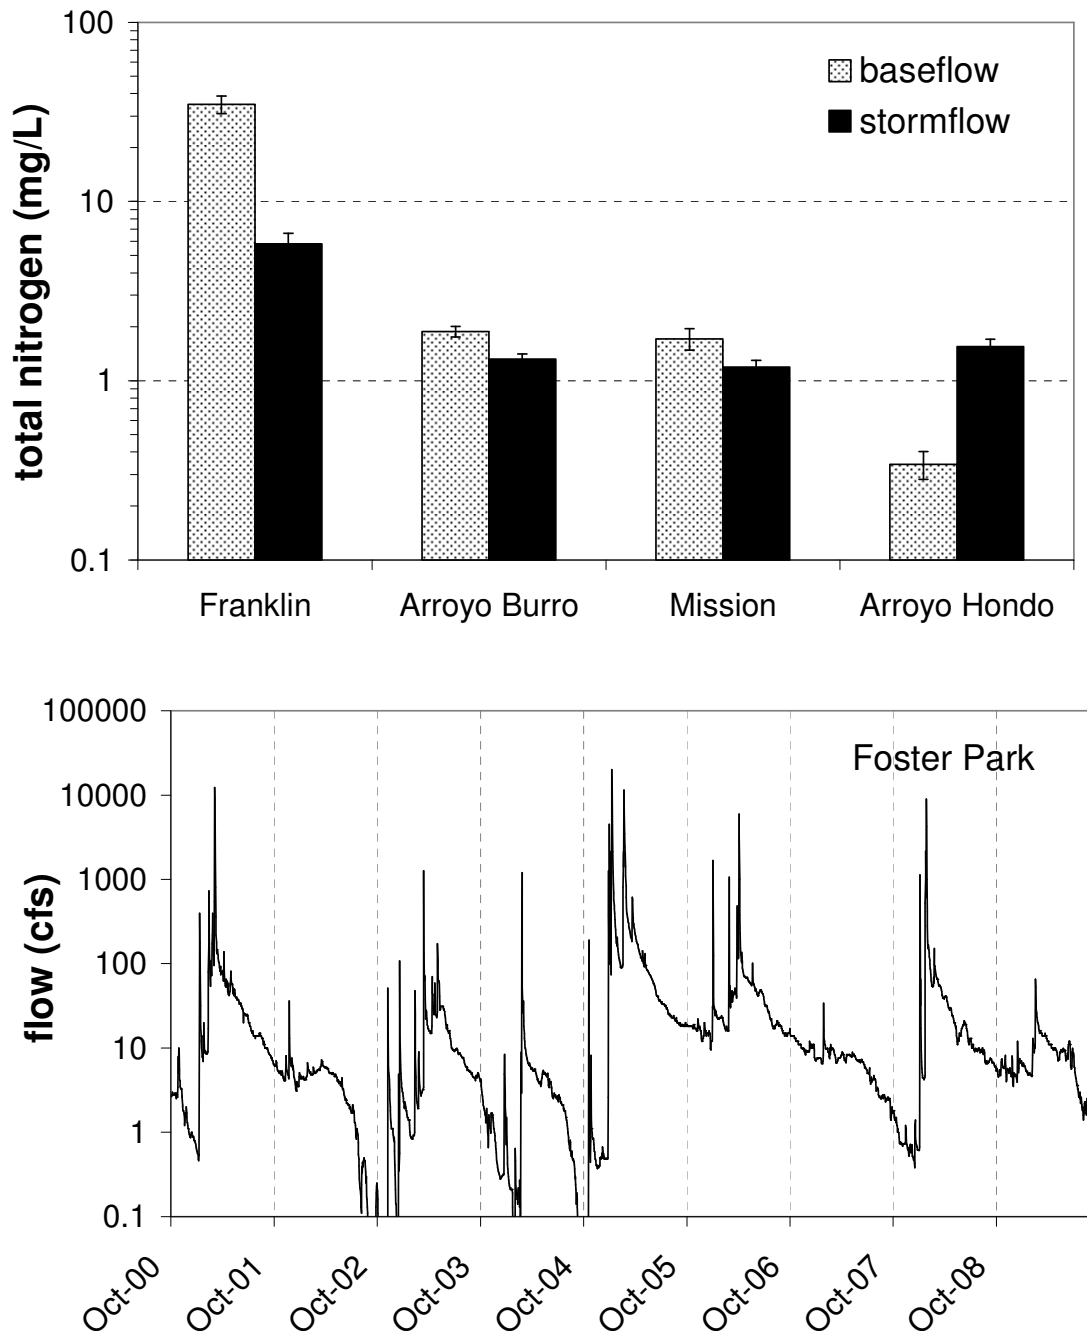 total nitrogen (mg/L)
100
10
1
0.1
baseflow
stormflow
Franklin Arroyo Burro Mission Arroyo Hondo
flow (cfs)
100000
10000
1000
100
10
1
0.1
Foster Park
Oct-00 Oct-01 Oct-02 Oct-03 Oct-04 Oct-05 Oct-06 Oct-07 Oct-08